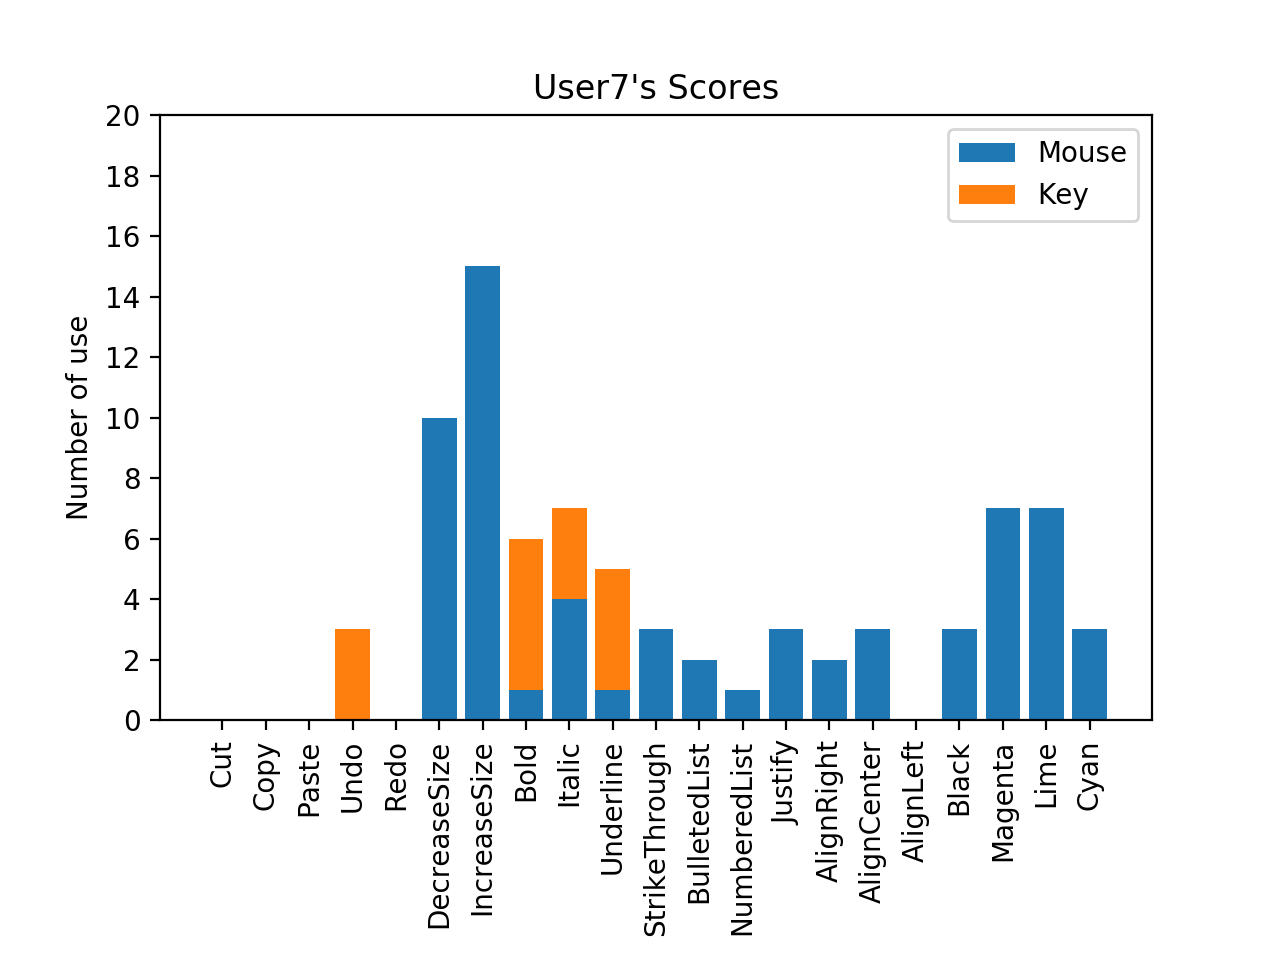 User7's Scores
20
18
16
14
12
10
8
6
4
2
0
Number of use
Mouse
Key
Cut
Copy
Paste
Undo
Redo
DecreaseSize
IncreaseSize
Bold
Italic
Underline
StrikeThrough
BulletedList
NumberedList
Justify
AlignRight
AlignCenter
AlignLeft
Black
Magenta
Lime
Cyan